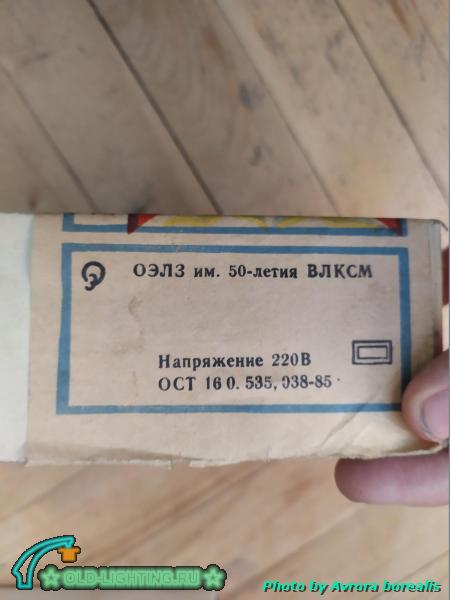 ОЭЛЗ им. 50-летия ВЛКСМ
Напряжение 220В
ОСТ 16 0. 535, 038-85
OLD-LIGHTING.RU
Photo by Avrora borealis